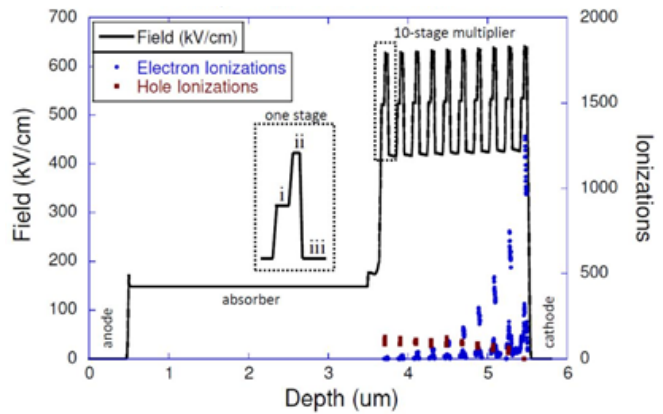 700
600
500
400
300
200
100
0
Field (kV/cm)
Field (kV/cm)
Electron Ionizations
Hole Ionizations
one stage
i
ii
iii
10-stage multiplier
anode
absorber
cathode
2000
1500
1000
500
0
Ionizations
0 1 2 3 4 5 6
Depth (um)